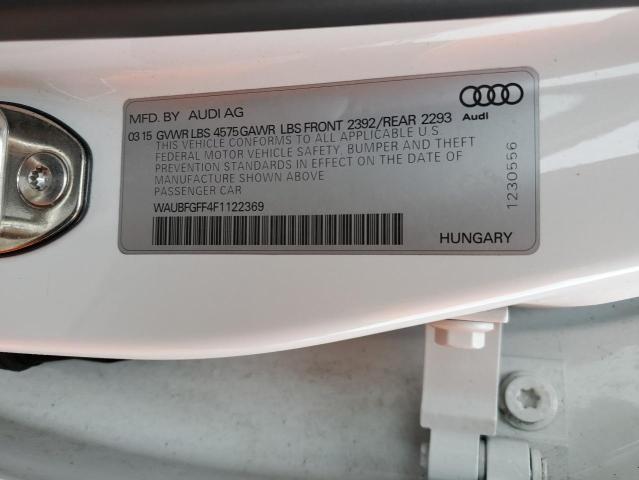 MFD. BY AUDI AG
03 15 GVWR LBS 4575 GAWR LBS FRONT 2392/REAR 2293
Audi
THIS VEHICLE CONFORMS TO ALL APPLICABLE U.S
FEDERAL MOTOR VEHICLE SAFETY, BUMPER AND THEFT
PREVENTION STANDARDS IN EFFECT ON THE DATE OF
MANUFACTURE SHOWN ABOVE
PASSENGER CAR
WAUBFGFF4F1122369
HUNGARY
1230556